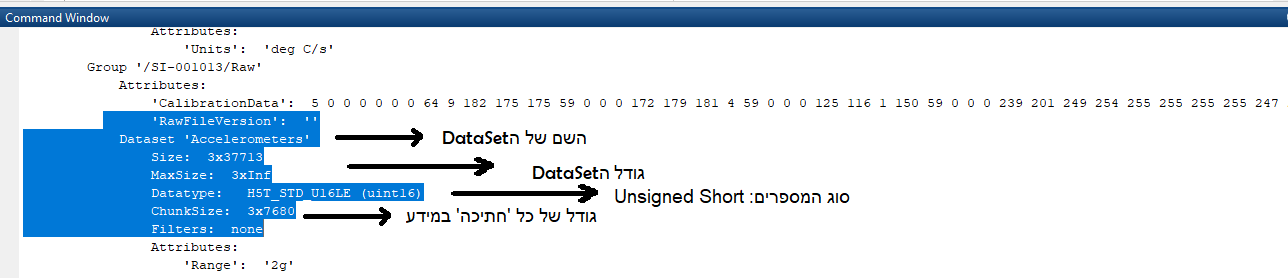 Command Window
Attributes:
'Units': 'deg C/s'
Group '/SI-001013/Raw'
Attributes:
'CalibrationData': 5 0 0 0 0 0 0 64 9 182 175 175 59 0 0 0 172 179 181 4 59 0 0 0 125 116 1 150 59 0 0 0 239 201 249 254 255 255 255 255 247
'RawFileVersion': ''
Dataset 'Accelerometers' השם של הDataSet
Size: 3x37713
MaxSize: 3xInf גודל הDataSet
Datatype: H5T_STD_U16LE (uint16) סוג המספרים: Unsigned Short
ChunkSize: 3x7680 גודל של כל 'חתיכה' במידע
Filters: none
Attributes:
'Range': '2g'